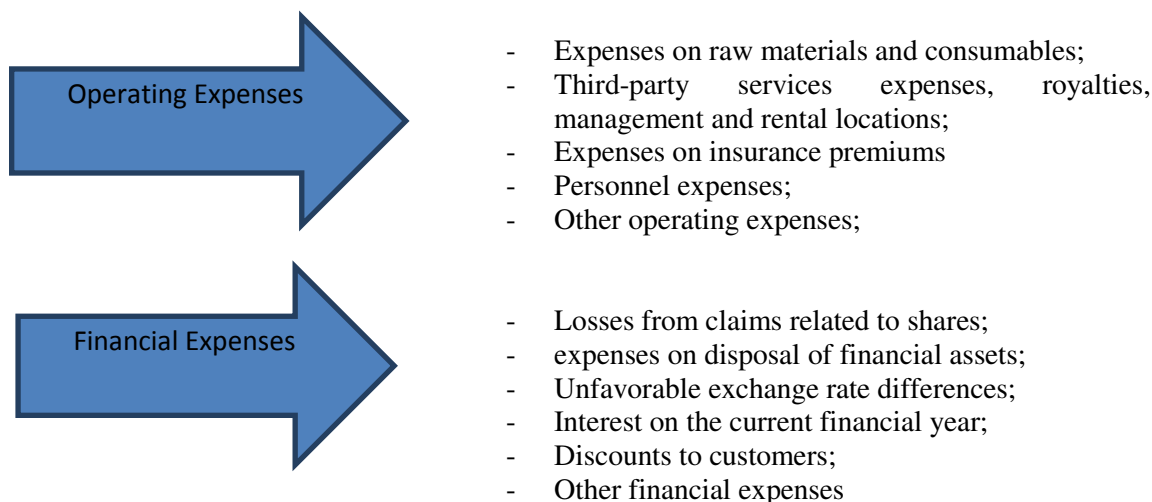 Operating Expenses
- Expenses on raw materials and consumables;
- Third-party services expenses, royalties,
management and rental locations;
- Expenses on insurance premiums
- Personnel expenses;
- Other operating expenses;
Financial Expenses
- Losses from claims related to shares;
- expenses on disposal of financial assets;
- Unfavorable exchange rate differences;
- Interest on the current financial year;
- Discounts to customers;
- Other financial expenses